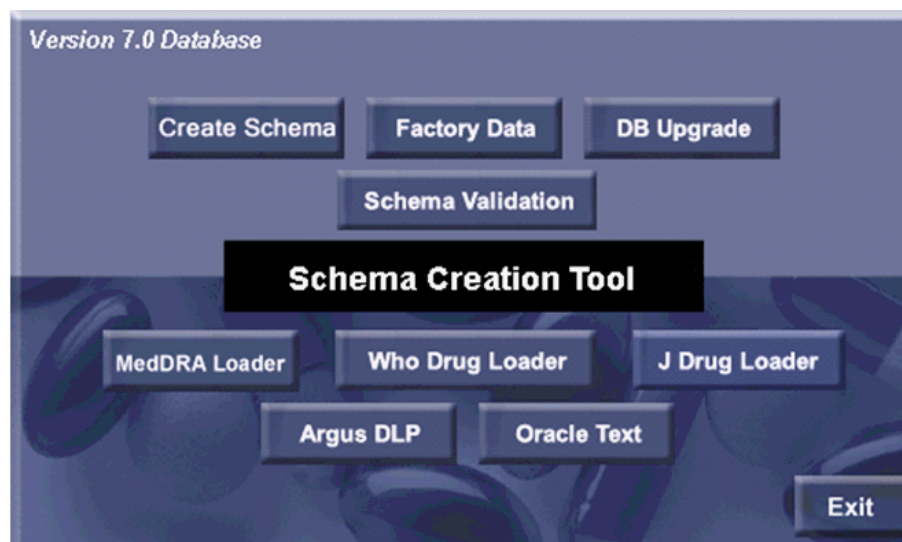 Version 7.0 Database
Create Schema
Factory Data
DB Upgrade
Schema Validation
Schema Creation Tool
MedDRA Loader
Who Drug Loader
J Drug Loader
Argus DLP
Oracle Text
Exit